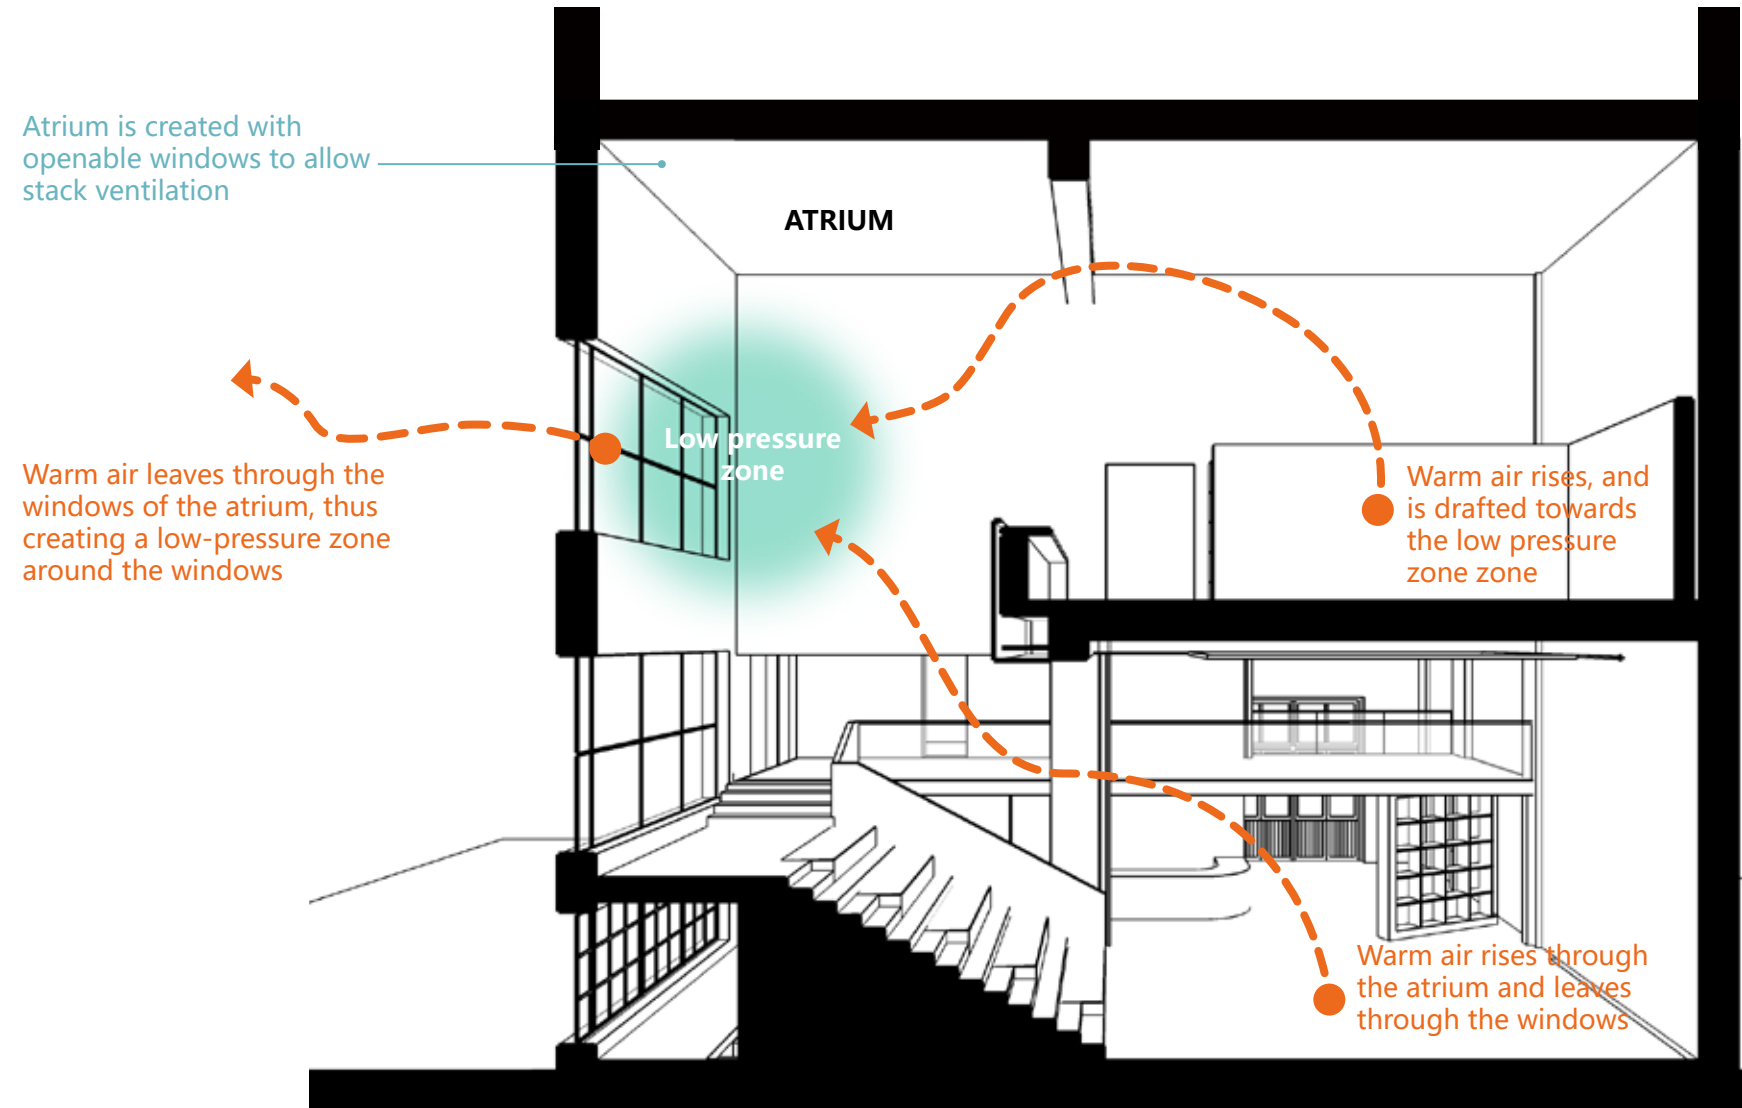 Atrium is created with
openable windows to allow
stack ventilation
ATRIUM
Low pressure
zone
Warm air leaves through the
windows of the atrium, thus
creating a low-pressure zone
around the windows
Warm air rises, and
is drafted towards
the low pressure
zone zone
Warm air rises through
the atrium and leaves
through the windows